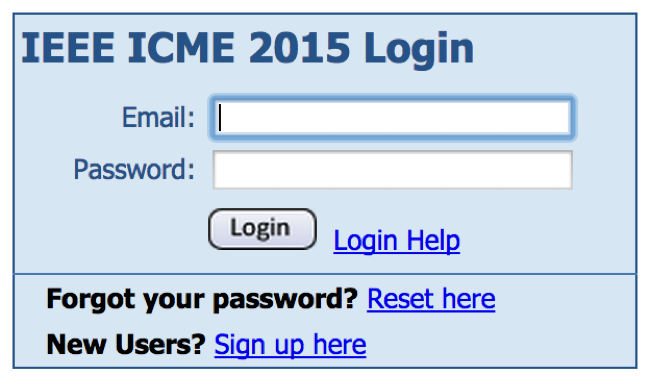 IEEE ICME 2015 Login
Email:
Password:
Login Login Help
Forgot your password? Reset here
New Users? Sign up here